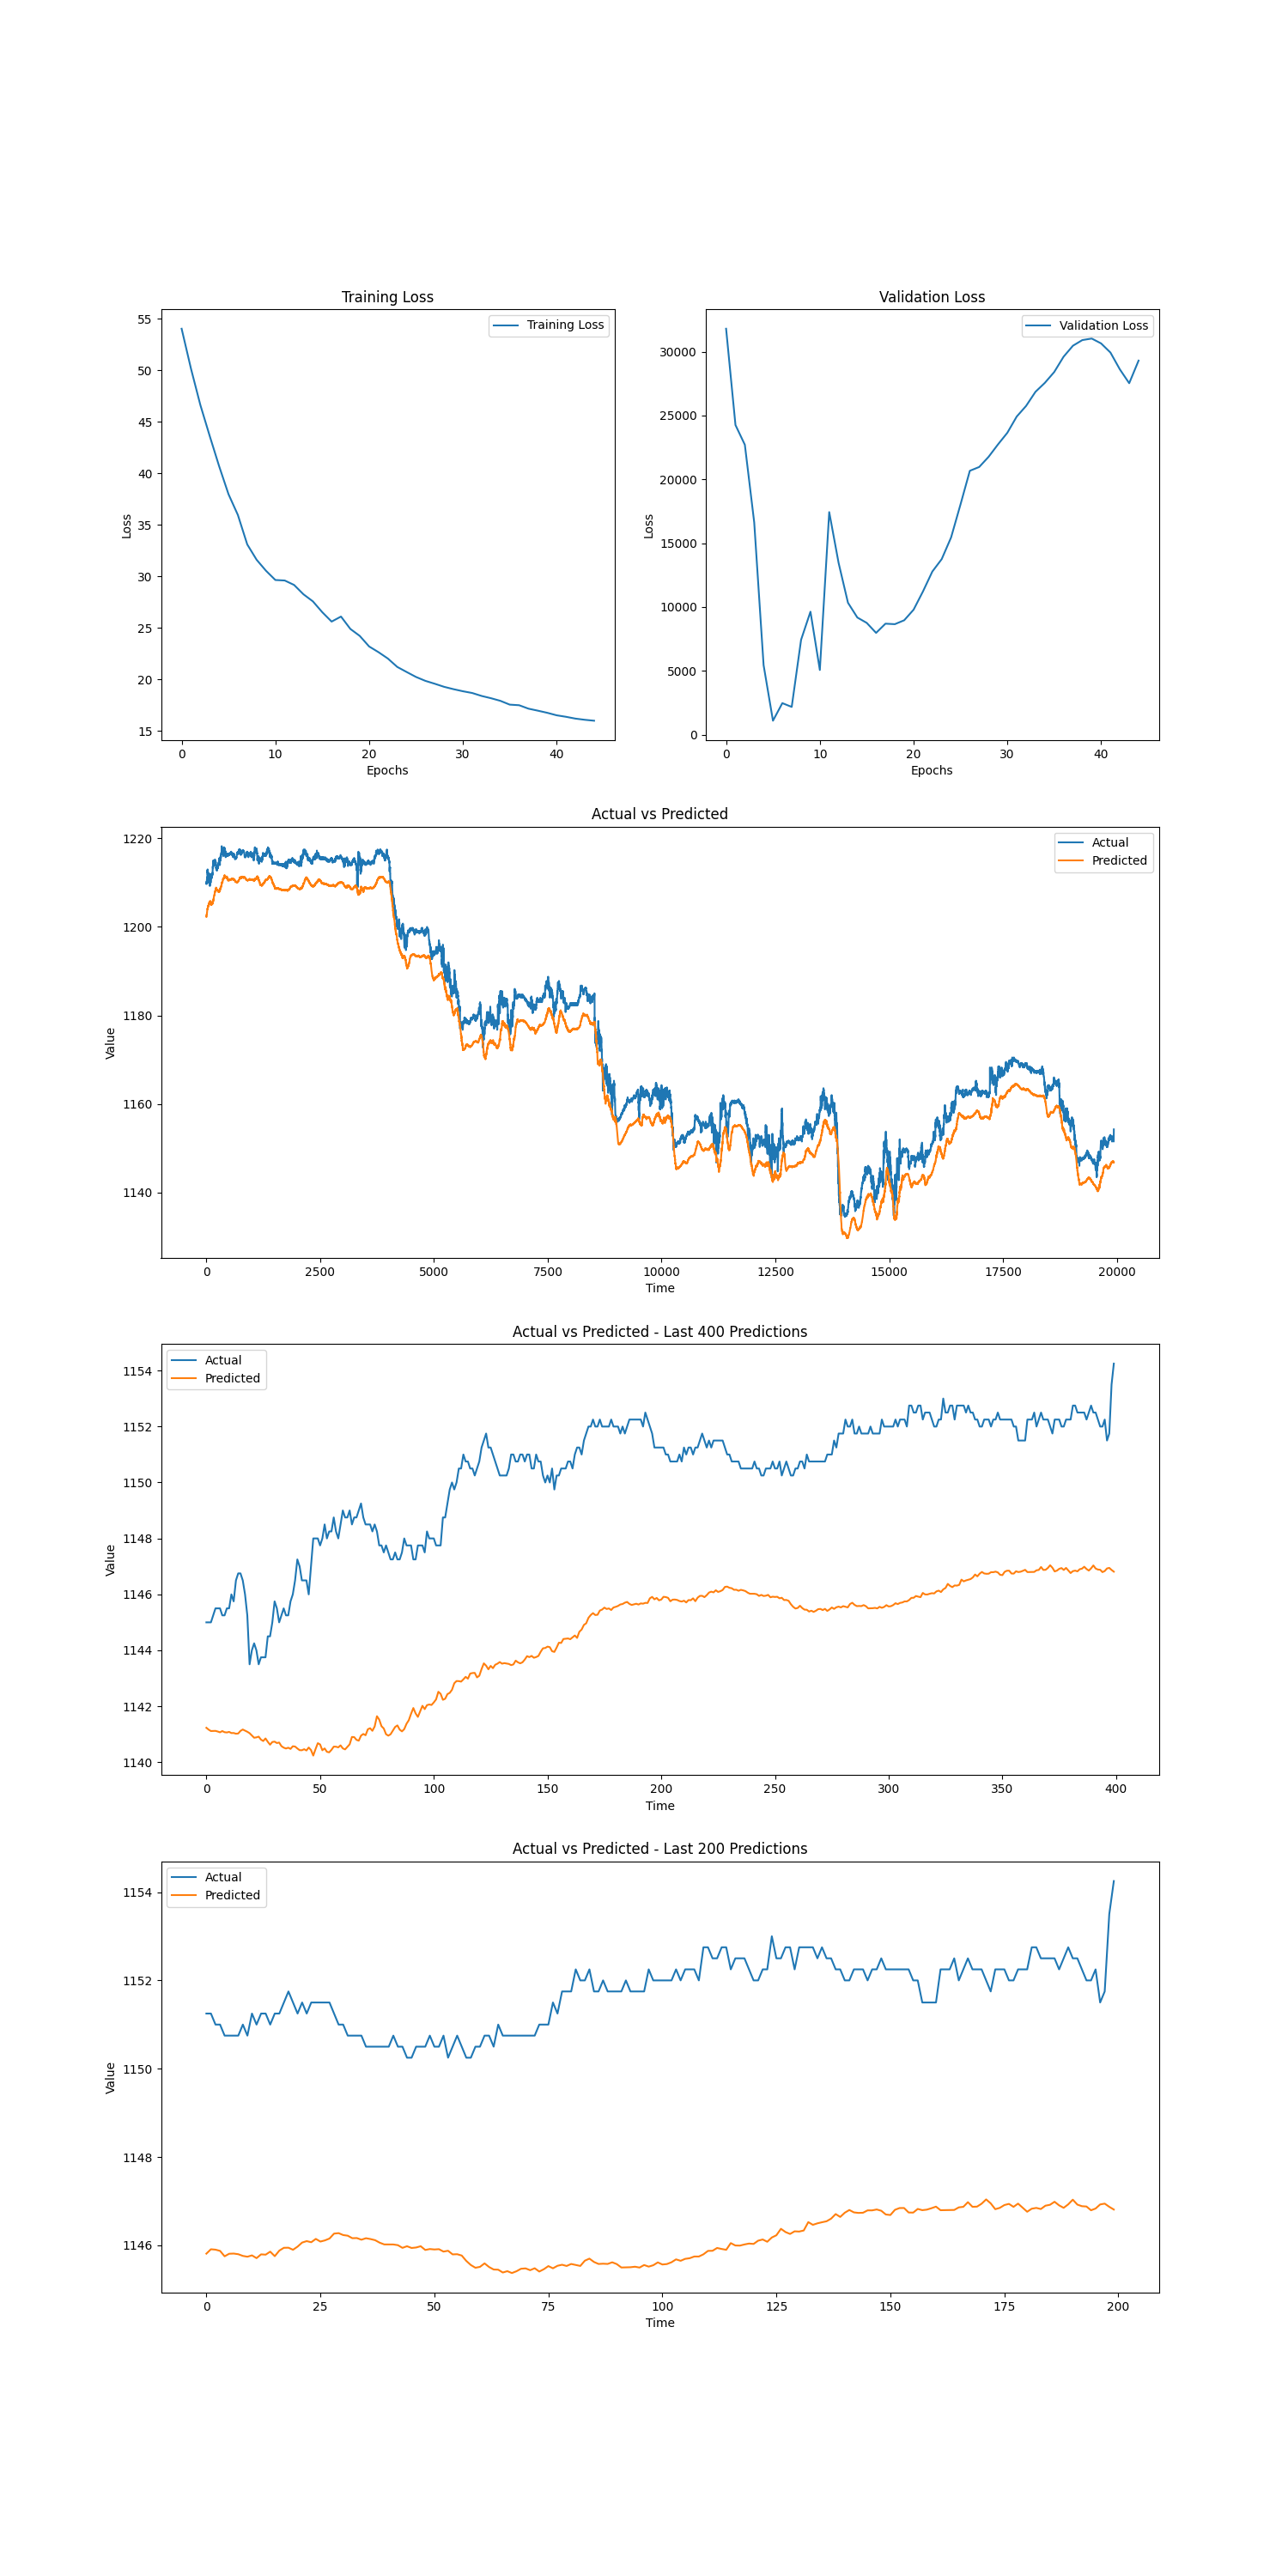 Training Loss
Validation Loss
55
50
45
40
35
30
25
20
15
Loss
Training Loss
0 10 20 30 40
Epochs
30000
25000
20000
15000
10000
5000
0
Loss
Validation Loss
0 10 20 30 40
Epochs
Actual vs Predicted
1220
1200
1180
1160
1140
Value
Actual
Predicted
0 2500 5000 7500 10000 12500 15000 17500 20000
Time
Actual vs Predicted - Last 400 Predictions
Actual
Predicted
1154
1152
1150
1148
1146
1144
1142
1140
Value
0 50 100 150 200 250 300 350 400
Time
Actual vs Predicted - Last 200 Predictions
Actual
Predicted
1154
1152
1150
1148
1146
Value
0 25 50 75 100 125 150 175 200
Time